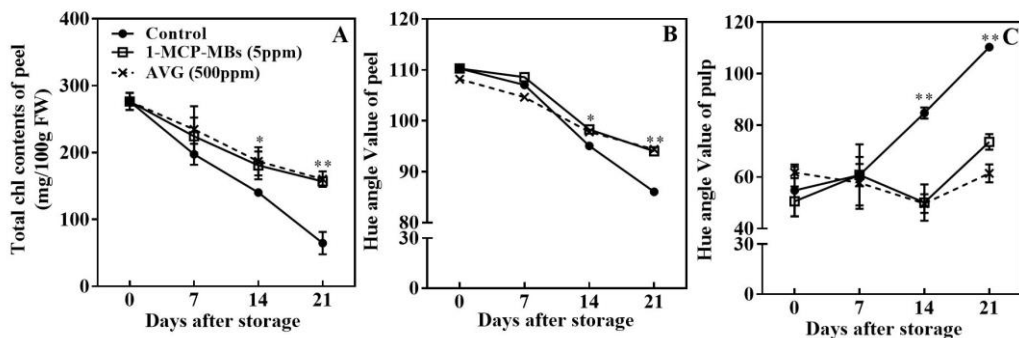 A
Control
1-MCP-MBs (5ppm)
AVG (500ppm)
Total chl contents of peel
(mg/100g FW)
400
300
200
100
0
*
**
0 7 14 21
Days after storage
B
Hue angle Value of peel
120
110
100
90
80
30
0
*
**
0 7 14 21
Days after storage
C
Hue angle Value of pulp
120
100
80
60
40
30
0
**
**
0 7 14 21
Days after storage